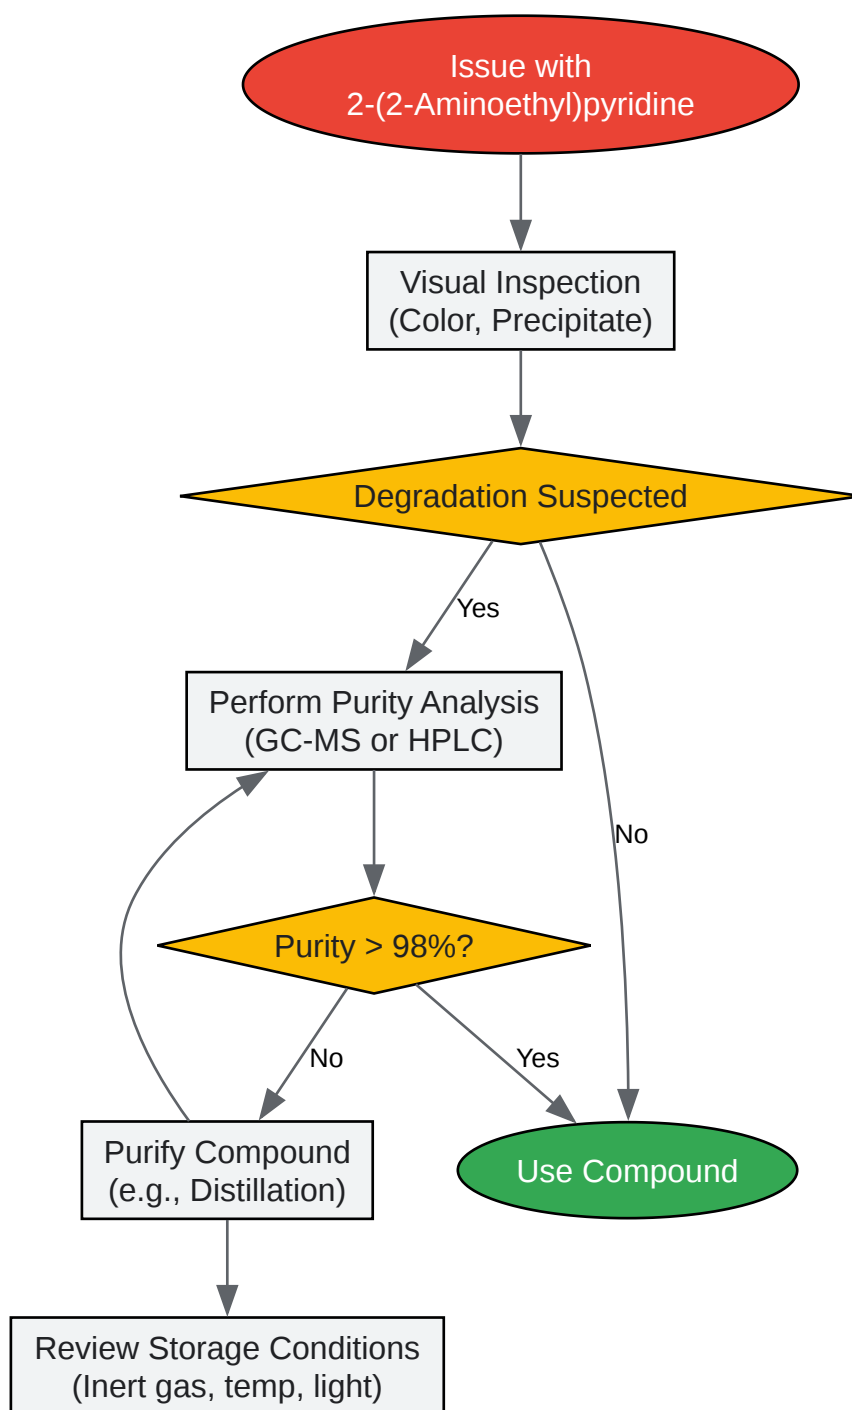 Issue with
2-(2-Aminoethyl)pyridine
Visual Inspection
(Color, Precipitate)
Degradation Suspected
Yes
Perform Purity Analysis
(GC-MS or HPLC)
No
Purity > 98%?
No
Yes
Purify Compound
(e.g., Distillation)
Use Compound
Review Storage Conditions
(Inert gas, temp, light)